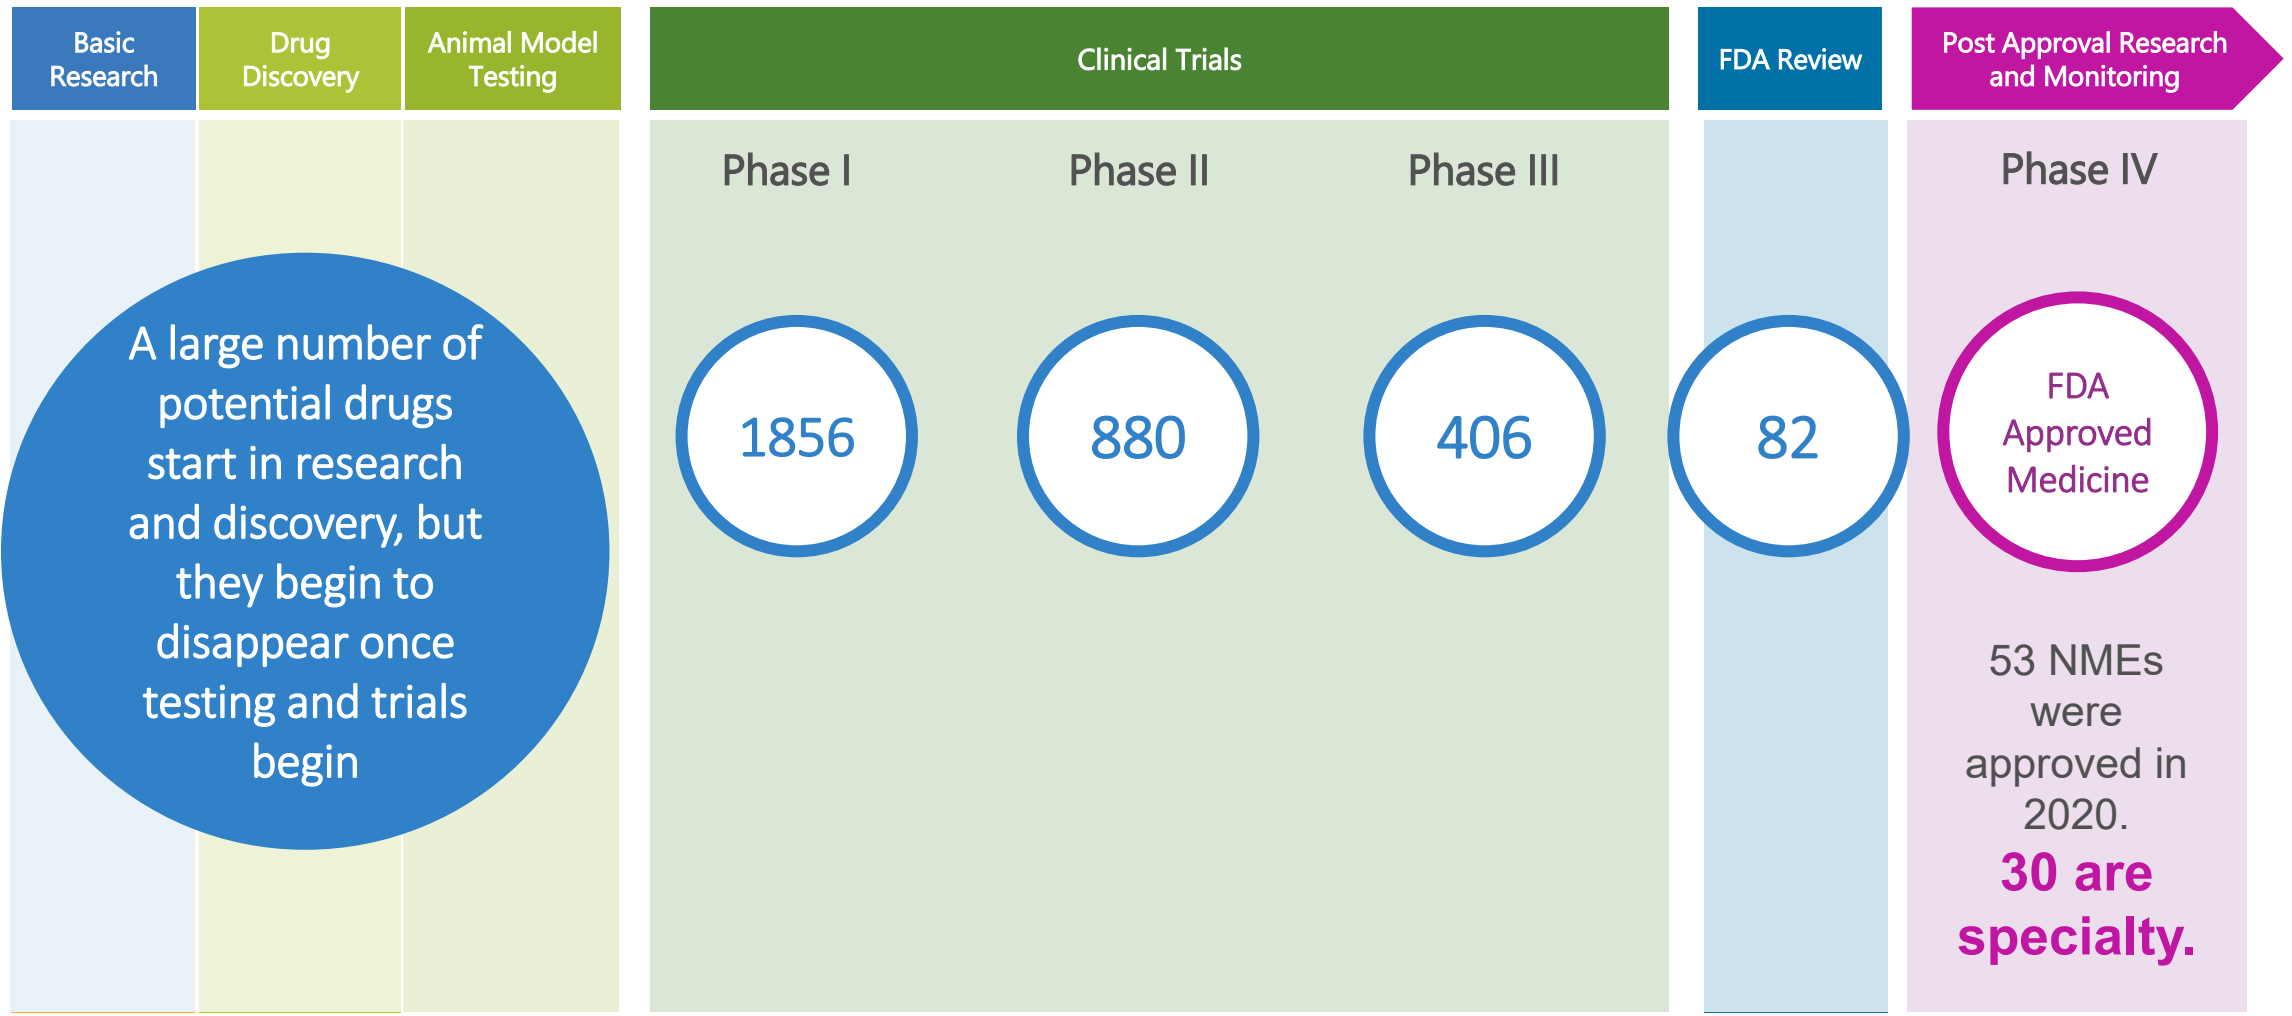 Basic
Research
Drug
Discovery
Animal Model
Testing
Clinical Trials
FDA Review
Post Approval Research
and Monitoring
Phase I
Phase II
Phase III
Phase IV
A large number of
potential drugs
start in research
and discovery, but
they begin to
disappear once
testing and trials
begin
1856
880
406
82
FDA
Approved
Medicine
53 NMEs
were
approved in
2020.
30 are
specialty.